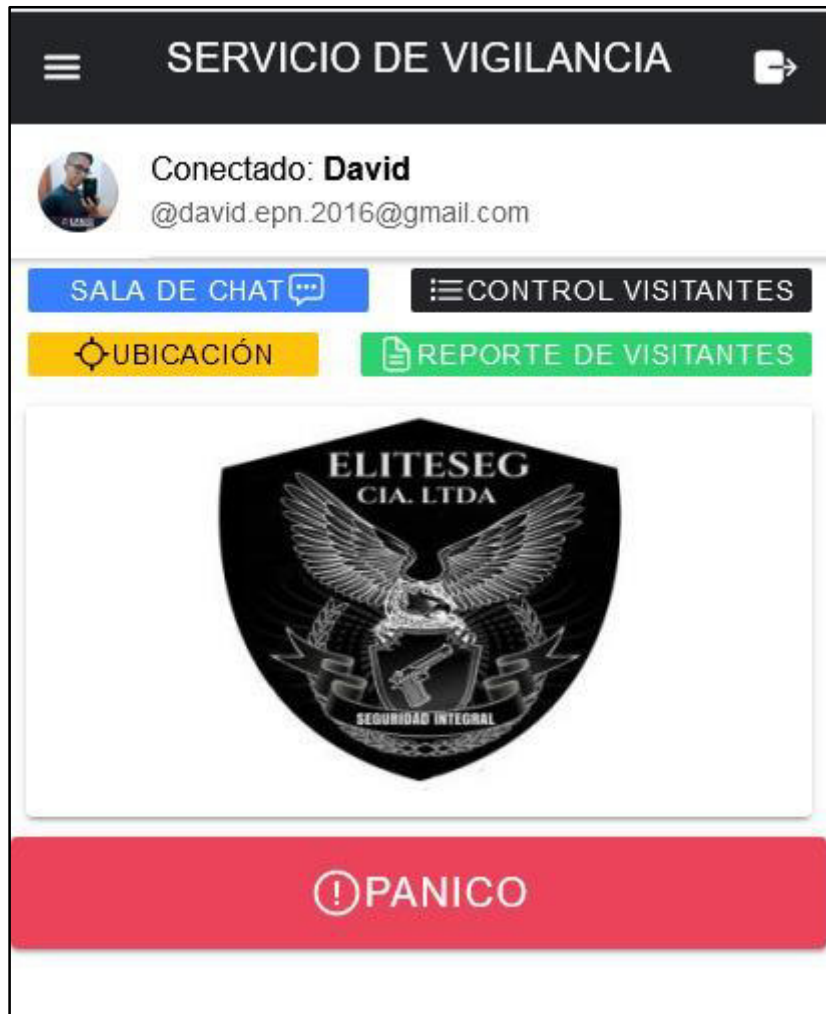 SERVICIO DE VIGILANCIA
Conectado: David
@david.epn.2016@gmail.com
SALA DE CHAT
CONTROL VISITANTES
UBICACIÓN
REPORTE DE VISITANTES
ELITESEG
CIA. LTDA
SEGURIDAD INTEGRAL
PANICO